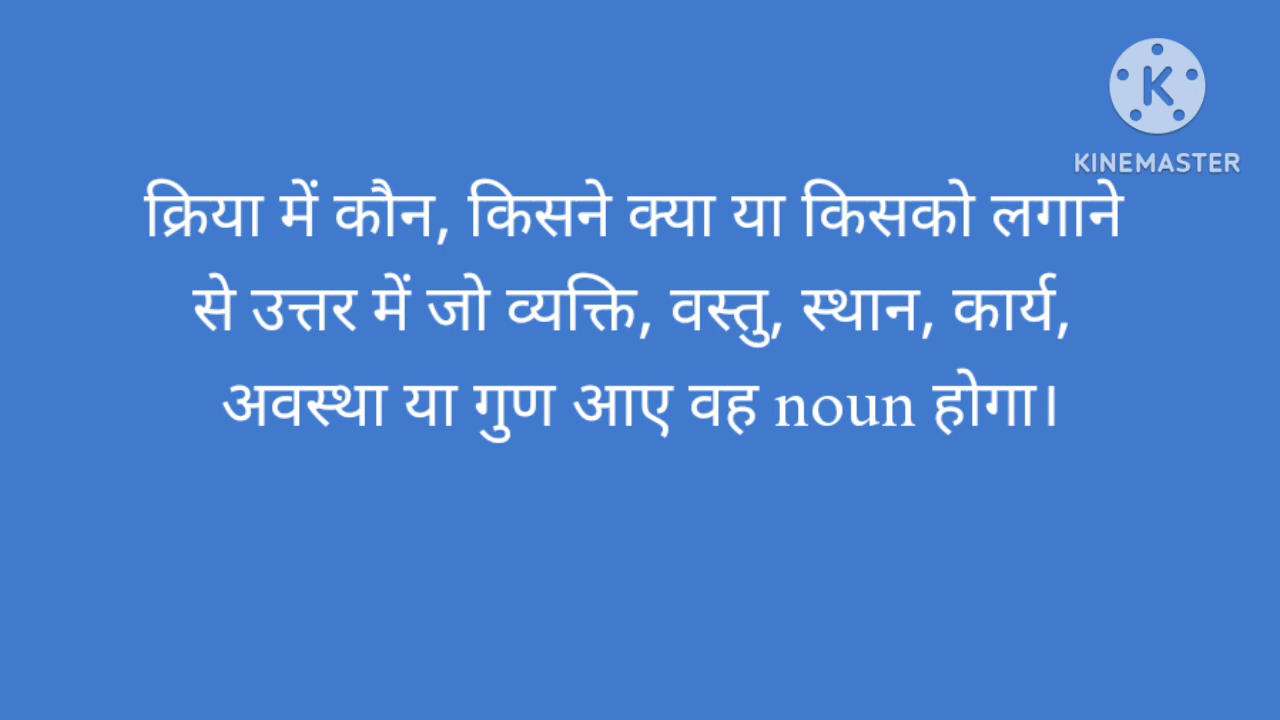 KINEMASTER
क्रिया में कौन, किसने क्या या किसको लगाने
से उत्तर में जो व्यक्ति, वस्तु, स्थान, कार्य,
अवस्था या गुण आए वह noun होगा।